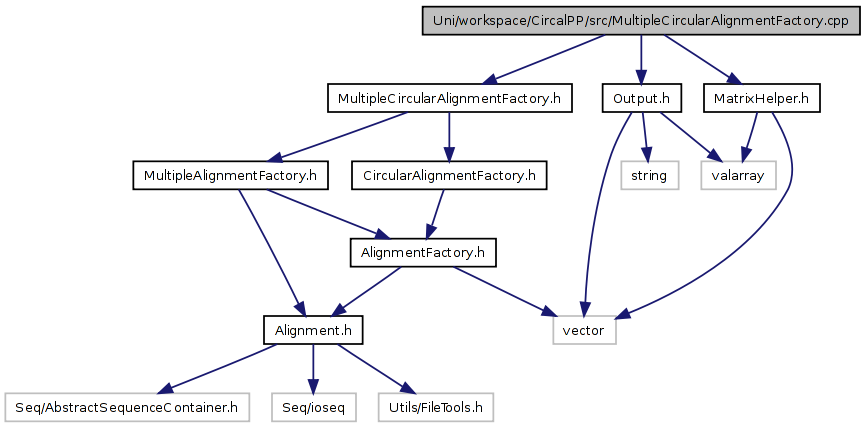 Uni/workspace/CircalPP/src/MultipleCircularAlignmentFactory.cpp
MultipleCircularAlignmentFactory.h
Output.h
MatrixHelper.h
MultipleAlignmentFactory.h
CircularAlignmentFactory.h
string
valarray
AlignmentFactory.h
Alignment.h
vector
Seq/AbstractSequenceContainer.h
Seq/ioseq
Utils/FileTools.h